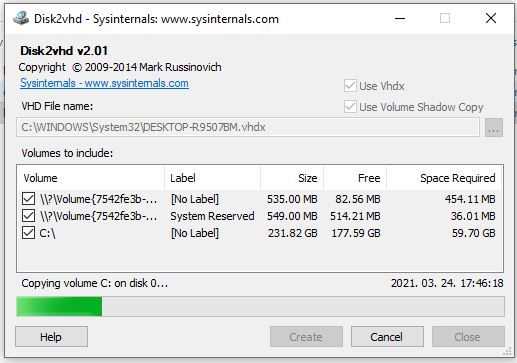 Disk2vhd - Sysinternals: www.sysinternals.com
Disk2vhd v2.01
Copyright © 2009-2014 Mark Russinovich
Sysinternals - www.sysinternals.com
Use Vhdx
VHD File name:
Use Volume Shadow Copy
C:\WINDOWS\System32\DESKTOP-R9507BM.vhdx
...
Volumes to include:
Volume Label Size Free Space Required
\\?\Volume{7542fe3b-... [No Label] 535.00 MB 82.56 MB 454.11 MB
\\?\Volume{7542fe3b-... System Reserved 549.00 MB 514.21 MB 36.01 MB
C:\ [No Label] 231.82 GB 177.59 GB 59.70 GB
Copying volume C: on disk 0... 2021. 03. 24. 17:46:18
Help Create Cancel Close